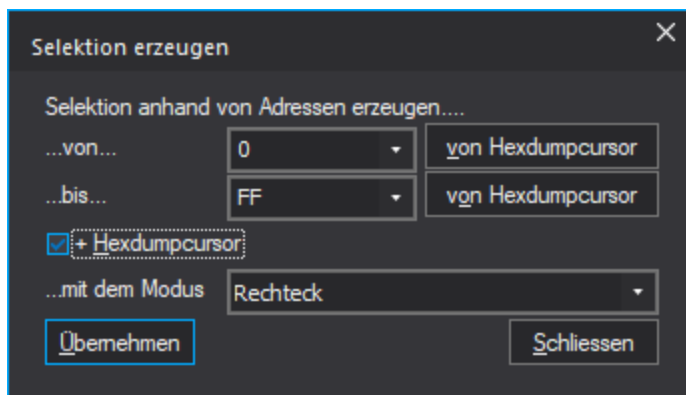 Selektion erzeugen
Selektion anhand von Adressen erzeugen....
...von... 0 von Hexdumpcursor
...bis... FF von Hexdumpcursor
+ Hexdumpcursor
...mit dem Modus Rechteck
Übernehmen Schliessen